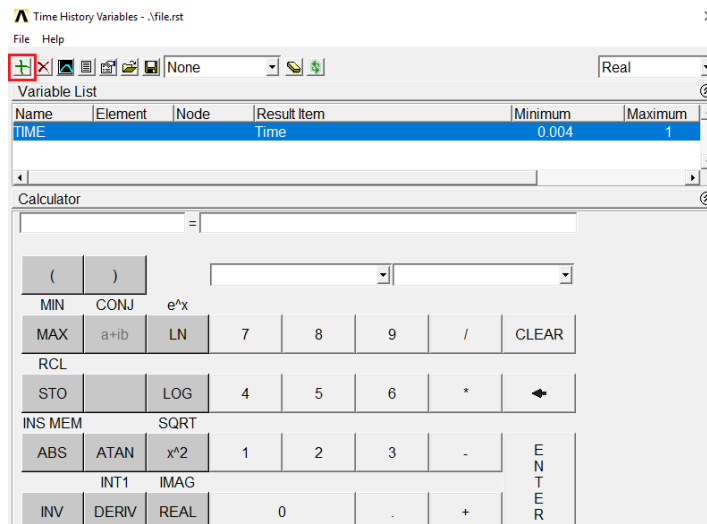 Time History Variables - .\file.rst
File Help
None Real
Variable List
Name Element Node Result Item Minimum Maximum
TIME Time 0.004 1
Calculator
=
( )
MIN CONJ e^x
MAX a+ib LN 7 8 9 / CLEAR
RCL
STO LOG 4 5 6 *
INS MEM SQRT
ABS ATAN x^2 1 2 3 - ENTER
INT1 IMAG
INV DERIV REAL 0 . +